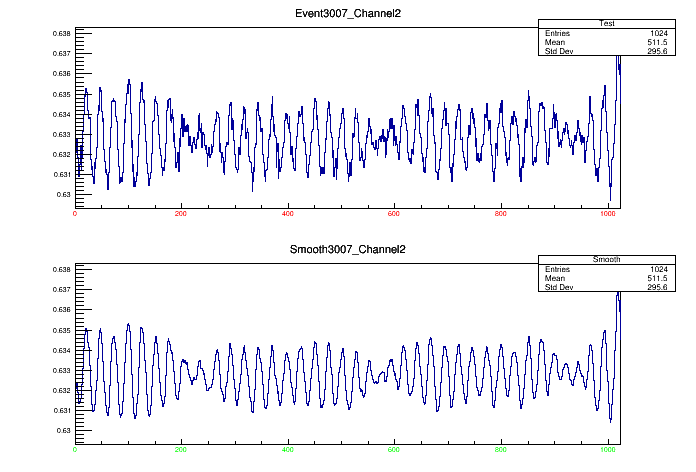 Event3007_Channel2
Test
Entries 1024
Mean 511.5
Std Dev 295.6
0.638
0.637
0.636
0.635
0.634
0.633
0.632
0.631
0.63
0 200 400 600 800 1000
Smooth3007_Channel2
Smooth
Entries 1024
Mean 511.5
Std Dev 295.6
0.638
0.637
0.636
0.635
0.634
0.633
0.632
0.631
0.63
0 200 400 600 800 1000